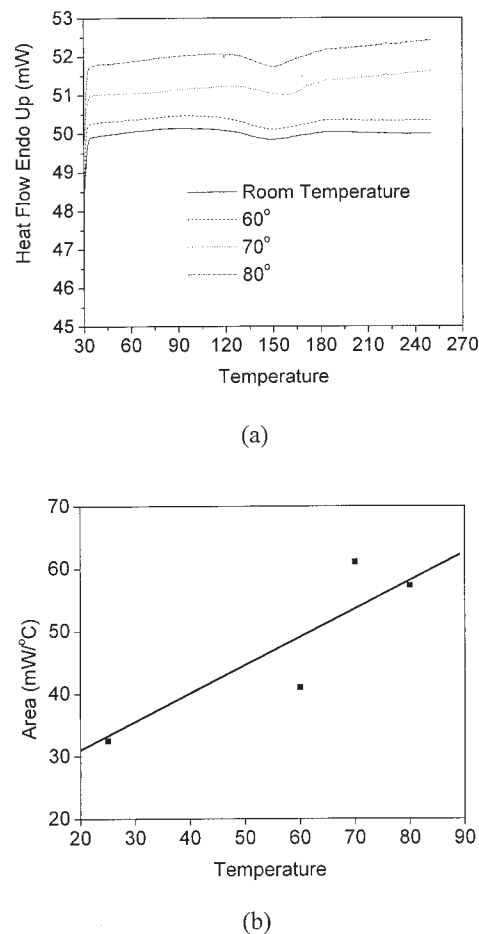 53
52
51
50
49
48
47
46
45
Heat Flow Endo Up (mW)
Room Temperature
60°
70°
80°
30 60 90 120 150 180 210 240 270
Temperature
(a)
70
60
50
40
30
20
Area (mW/°C)
20 30 40 50 60 70 80 90
Temperature
(b)